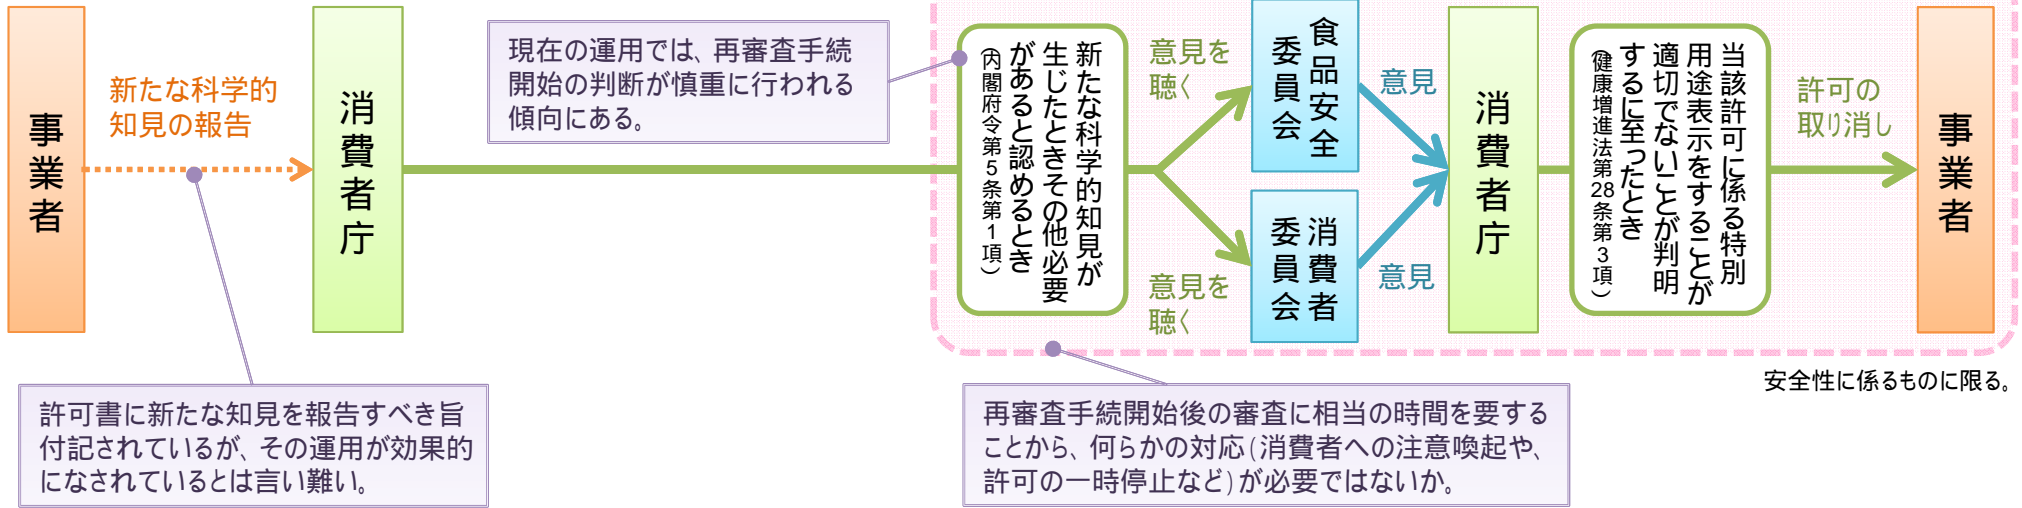 事業者
新たな科学的
知見の報告
消費者庁
現在の運用では、再審査手続
開始の判断が慎重に行われる
傾向にある。
新たな科学的知見が
生じたときその他必要
があると認めるとき
(内閣府令第5条第1項)
意見を
聴く
食品安全
委員会
意見
意見を
聴く
消費者
委員会
意見
消費者庁
当該許可に係る特別
用途表示をすることが
適切でないことが判明
するに至ったとき
(健康増進法第28条第3項)
許可の
取り消し
事業者
安全性に係るものに限る。
許可書に新たな知見を報告すべき旨
付記されているが、その運用が効果的
になされているとは言い難い。
再審査手続開始後の審査に相当の時間を要する
ことから、何らかの対応(消費者への注意喚起や、
許可の一時停止など)が必要ではないか。